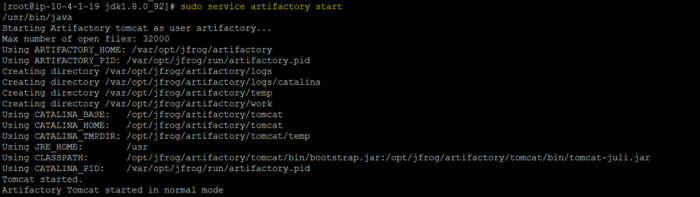 [root@ip-10-4-1-19 jdk1.8.0_92]# sudo service artifactory start
/usr/bin/java
Starting Artifactory tomcat as user artifactory...
Max number of open files: 32000
Using ARTIFACTORY_HOME: /var/opt/jfrog/artifactory
Using ARTIFACTORY_PID: /var/opt/jfrog/run/artifactory.pid
Creating directory /var/opt/jfrog/artifactory/logs
Creating directory /var/opt/jfrog/artifactory/logs/catalina
Creating directory /var/opt/jfrog/artifactory/temp
Creating directory /var/opt/jfrog/artifactory/work
Using CATALINA_BASE: /opt/jfrog/artifactory/tomcat
Using CATALINA_HOME: /opt/jfrog/artifactory/tomcat
Using CATALINA_TMPDIR: /opt/jfrog/artifactory/tomcat/temp
Using JRE_HOME: /usr
Using CLASSPATH: /opt/jfrog/artifactory/tomcat/bin/bootstrap.jar:/opt/jfrog/artifactory/tomcat/bin/tomcat-juli.jar
Using CATALINA_PID: /var/opt/jfrog/run/artifactory.pid
Tomcat started.
Artifactory Tomcat started in normal mode